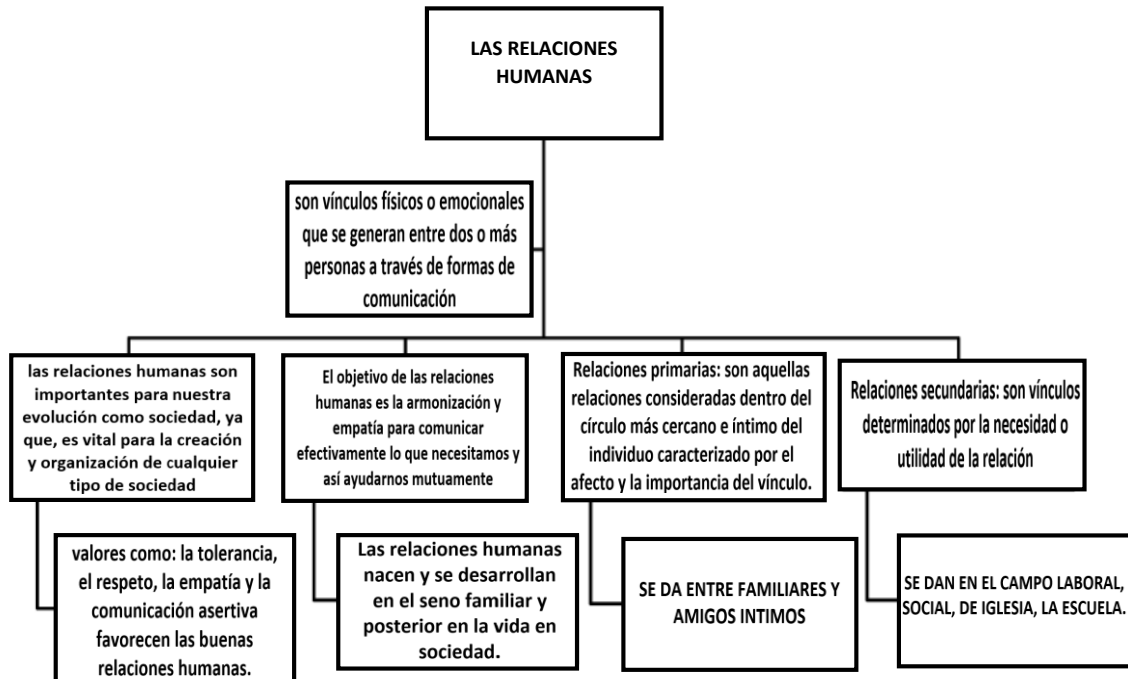 LAS RELACIONES
HUMANAS
son vínculos físicos o emocionales
que se generan entre dos o más
personas a través de formas de
comunicación
las relaciones humanas son
importantes para nuestra
evolución como sociedad, ya
que, es vital para la creación
y organización de cualquier
tipo de sociedad
El objetivo de las relaciones
humanas es la armonización y
empatía para comunicar
efectivamente lo que necesitamos y
así ayudarnos mutuamente
Relaciones primarias: son aquellas
relaciones consideradas dentro del
círculo más cercano e íntimo del
individuo caracterizado por el
afecto y la importancia del vínculo.
Relaciones secundarias: son vínculos
determinados por la necesidad o
utilidad de la relación
valores como: la tolerancia,
el respeto, la empatía y la
comunicación asertiva
favorecen las buenas
relaciones humanas.
Las relaciones humanas
nacen y se desarrollan
en el seno familiar y
posterior en la vida en
sociedad.
SE DA ENTRE FAMILIARES Y
AMIGOS INTIMOS
SE DAN EN EL CAMPO LABORAL,
SOCIAL, DE IGLESIA, LA ESCUELA.